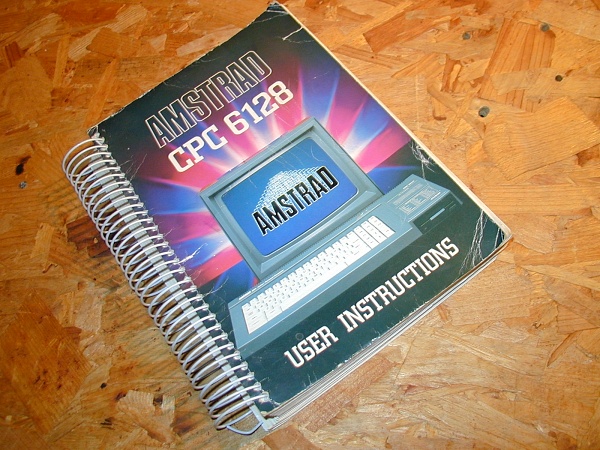 AMSTRAD
CPC 6128
AMSTRAD
USER INSTRUCTIONS